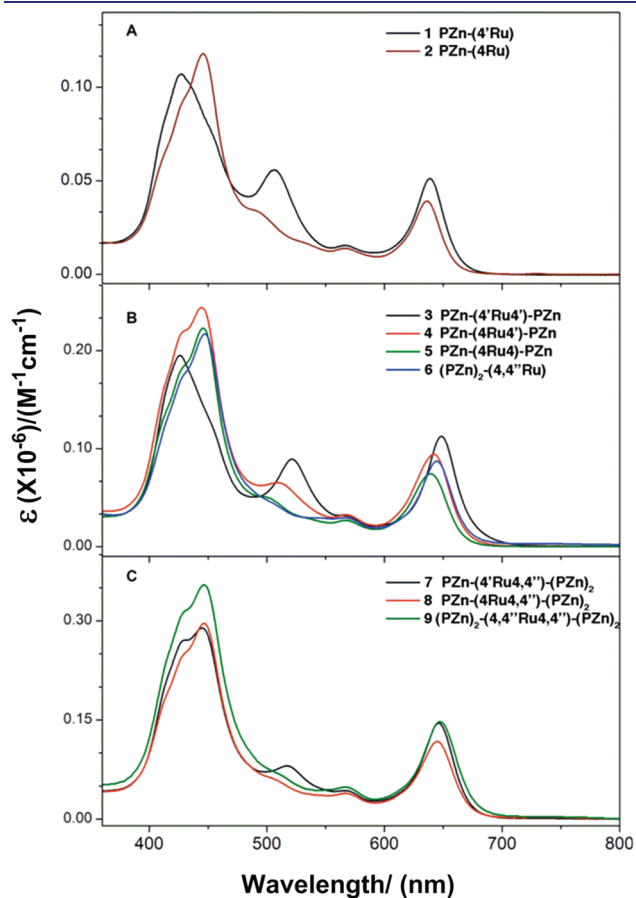 A
1 PZn-(4'Ru)
2 PZn-(4Ru)
0.10
0.05
0.00
B
3 PZn-(4'Ru4')-PZn
4 PZn-(4Ru4')-PZn
5 PZn-(4Ru4)-PZn
6 (PZn)₂-(4,4''Ru)
0.20
0.10
0.00
C
7 PZn-(4'Ru4,4'')-(PZn)₂
8 PZn-(4Ru4,4'')-(PZn)₂
9 (PZn)₂-(4,4''Ru4,4'')-(PZn)₂
0.30
0.15
0.00
ε (X10⁻⁶)/(M⁻¹cm⁻¹)
400 500 600 700 800
Wavelength/ (nm)